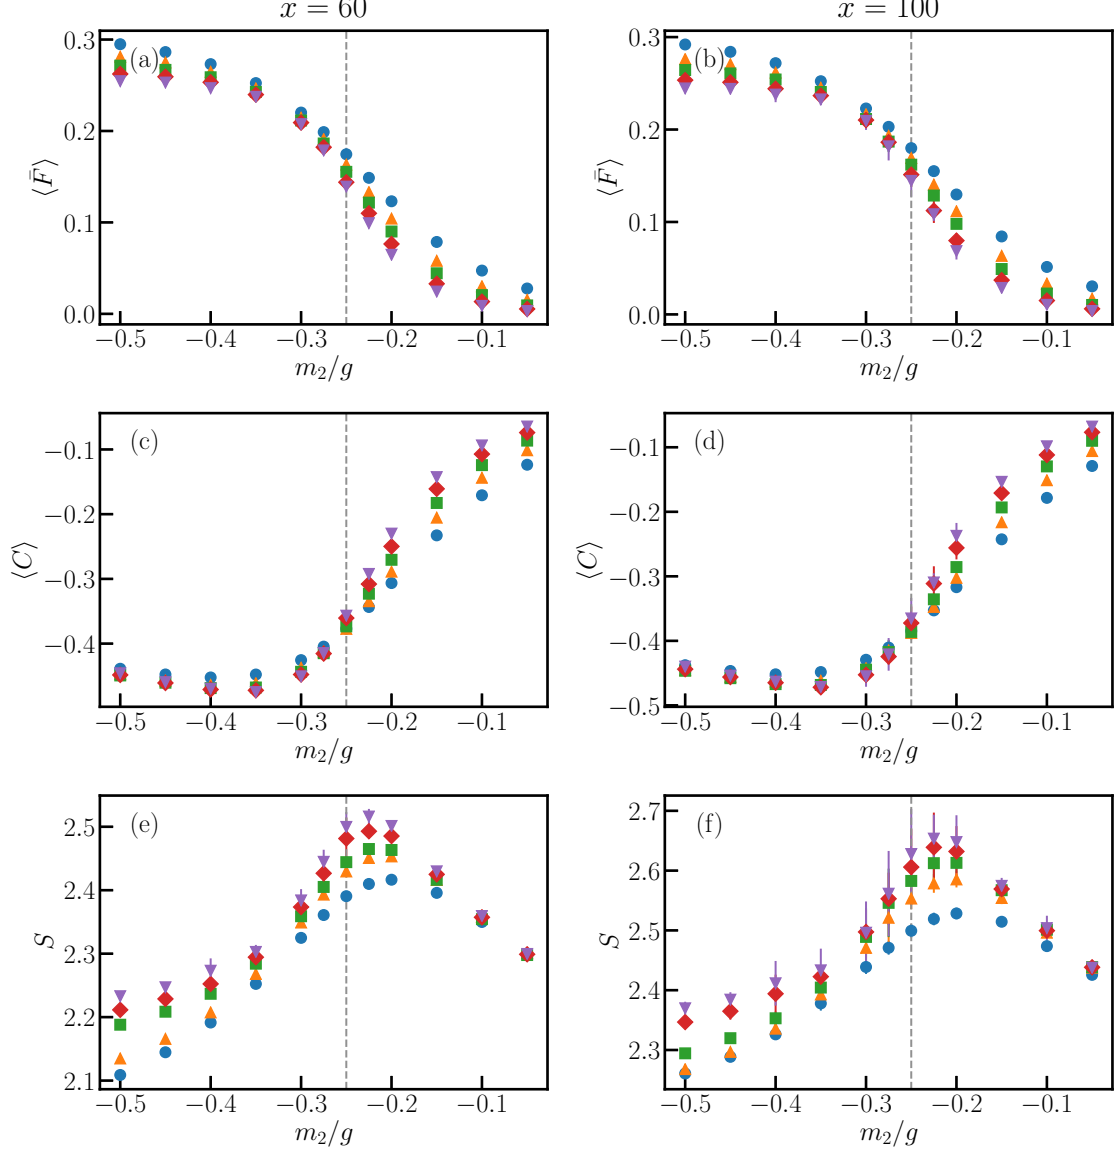 x = 60
x = 100
(a)
(b)
0.3
0.2
0.1
0.0
⟨F̄⟩
−0.5 −0.4 −0.3 −0.2 −0.1
m₂/g
0.3
0.2
0.1
0.0
⟨F̄⟩
−0.5 −0.4 −0.3 −0.2 −0.1
m₂/g
(c)
−0.1
−0.2
−0.3
−0.4
⟨C⟩
−0.5 −0.4 −0.3 −0.2 −0.1
m₂/g
(d)
−0.1
−0.2
−0.3
−0.4
−0.5
⟨C⟩
−0.5 −0.4 −0.3 −0.2 −0.1
m₂/g
(e)
2.5
2.4
2.3
2.2
2.1
S
−0.5 −0.4 −0.3 −0.2 −0.1
m₂/g
(f)
2.7
2.6
2.5
2.4
2.3
S
−0.5 −0.4 −0.3 −0.2 −0.1
m₂/g